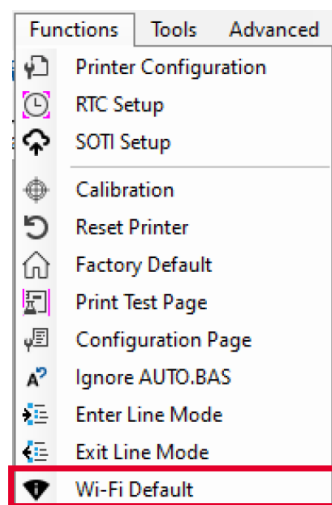 Functions Tools Advanced
Printer Configuration
RTC Setup
SOTI Setup
Calibration
Reset Printer
Factory Default
Print Test Page
Configuration Page
Ignore AUTO.BAS
Enter Line Mode
Exit Line Mode
Wi-Fi Default